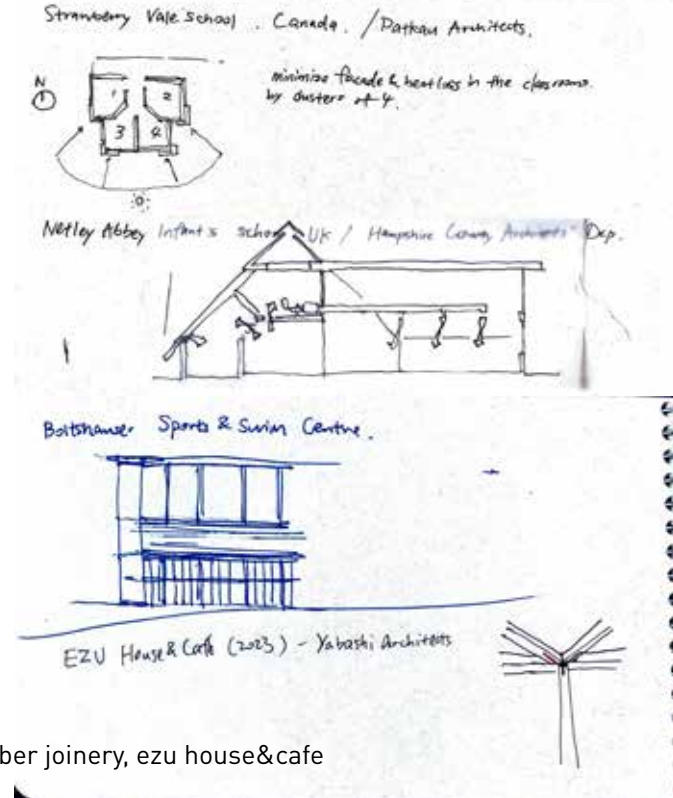 Strawberry Vale School . Canada. / Patkau Architects.
minimize facade & heat loss in the classrooms.
by clusters of 4.
N
1 2
3 4
Netley Abbey Infant's school UK / Hampshire County Architects Dep.
Boltshauser Sports & Swim Centre.
EZU House & Café (2023) - Yabashi Architects
ber joinery, ezu house&cafe